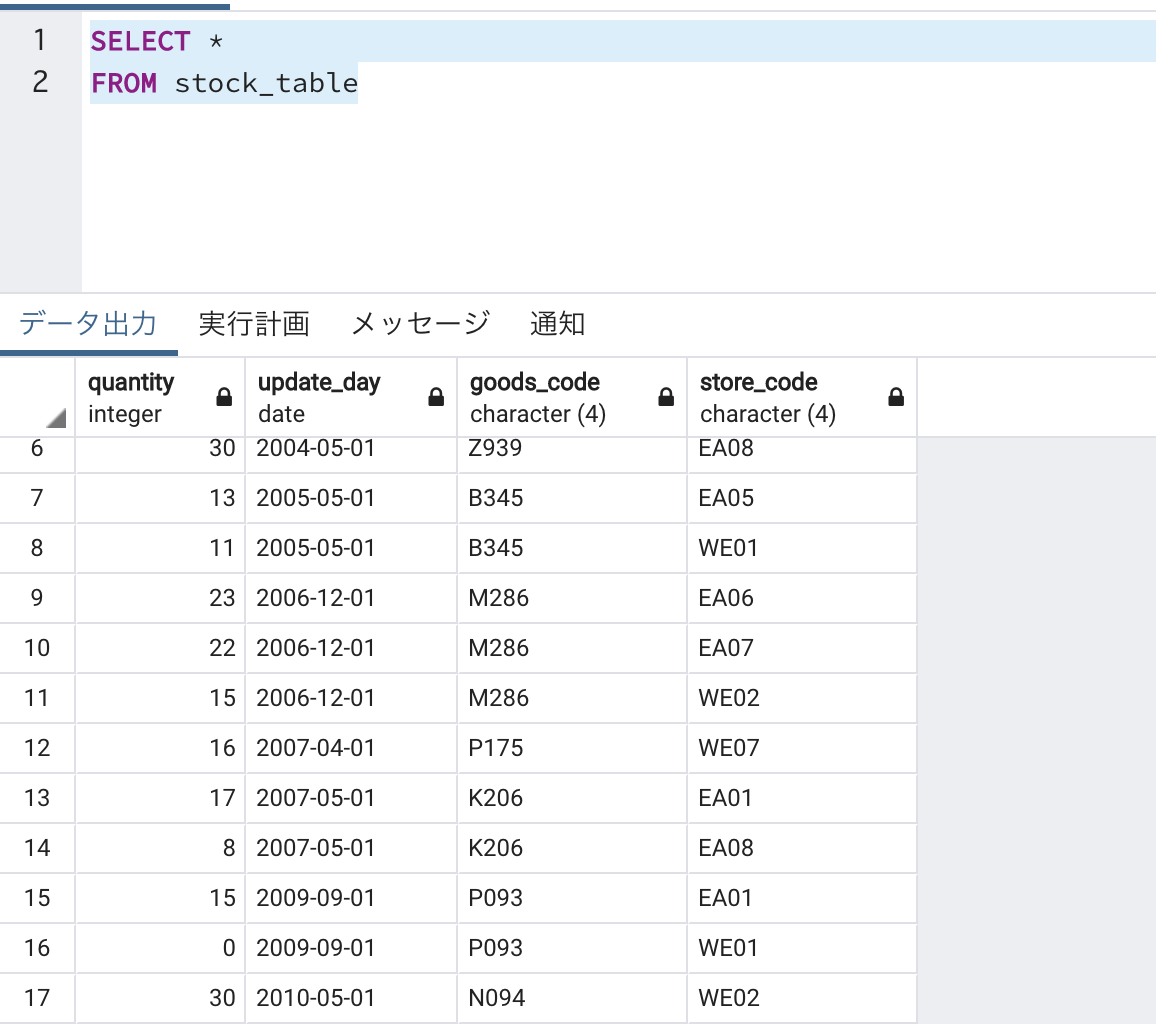 1 SELECT *
2 FROM stock_table
データ出力 実行計画 メッセージ 通知
quantity update_day goods_code store_code
integer date character (4) character (4)
6 30 2004-05-01 Z939 EA08
7 13 2005-05-01 B345 EA05
8 11 2005-05-01 B345 WE01
9 23 2006-12-01 M286 EA06
10 22 2006-12-01 M286 EA07
11 15 2006-12-01 M286 WE02
12 16 2007-04-01 P175 WE07
13 17 2007-05-01 K206 EA01
14 8 2007-05-01 K206 EA08
15 15 2009-09-01 P093 EA01
16 0 2009-09-01 P093 WE01
17 30 2010-05-01 N094 WE02